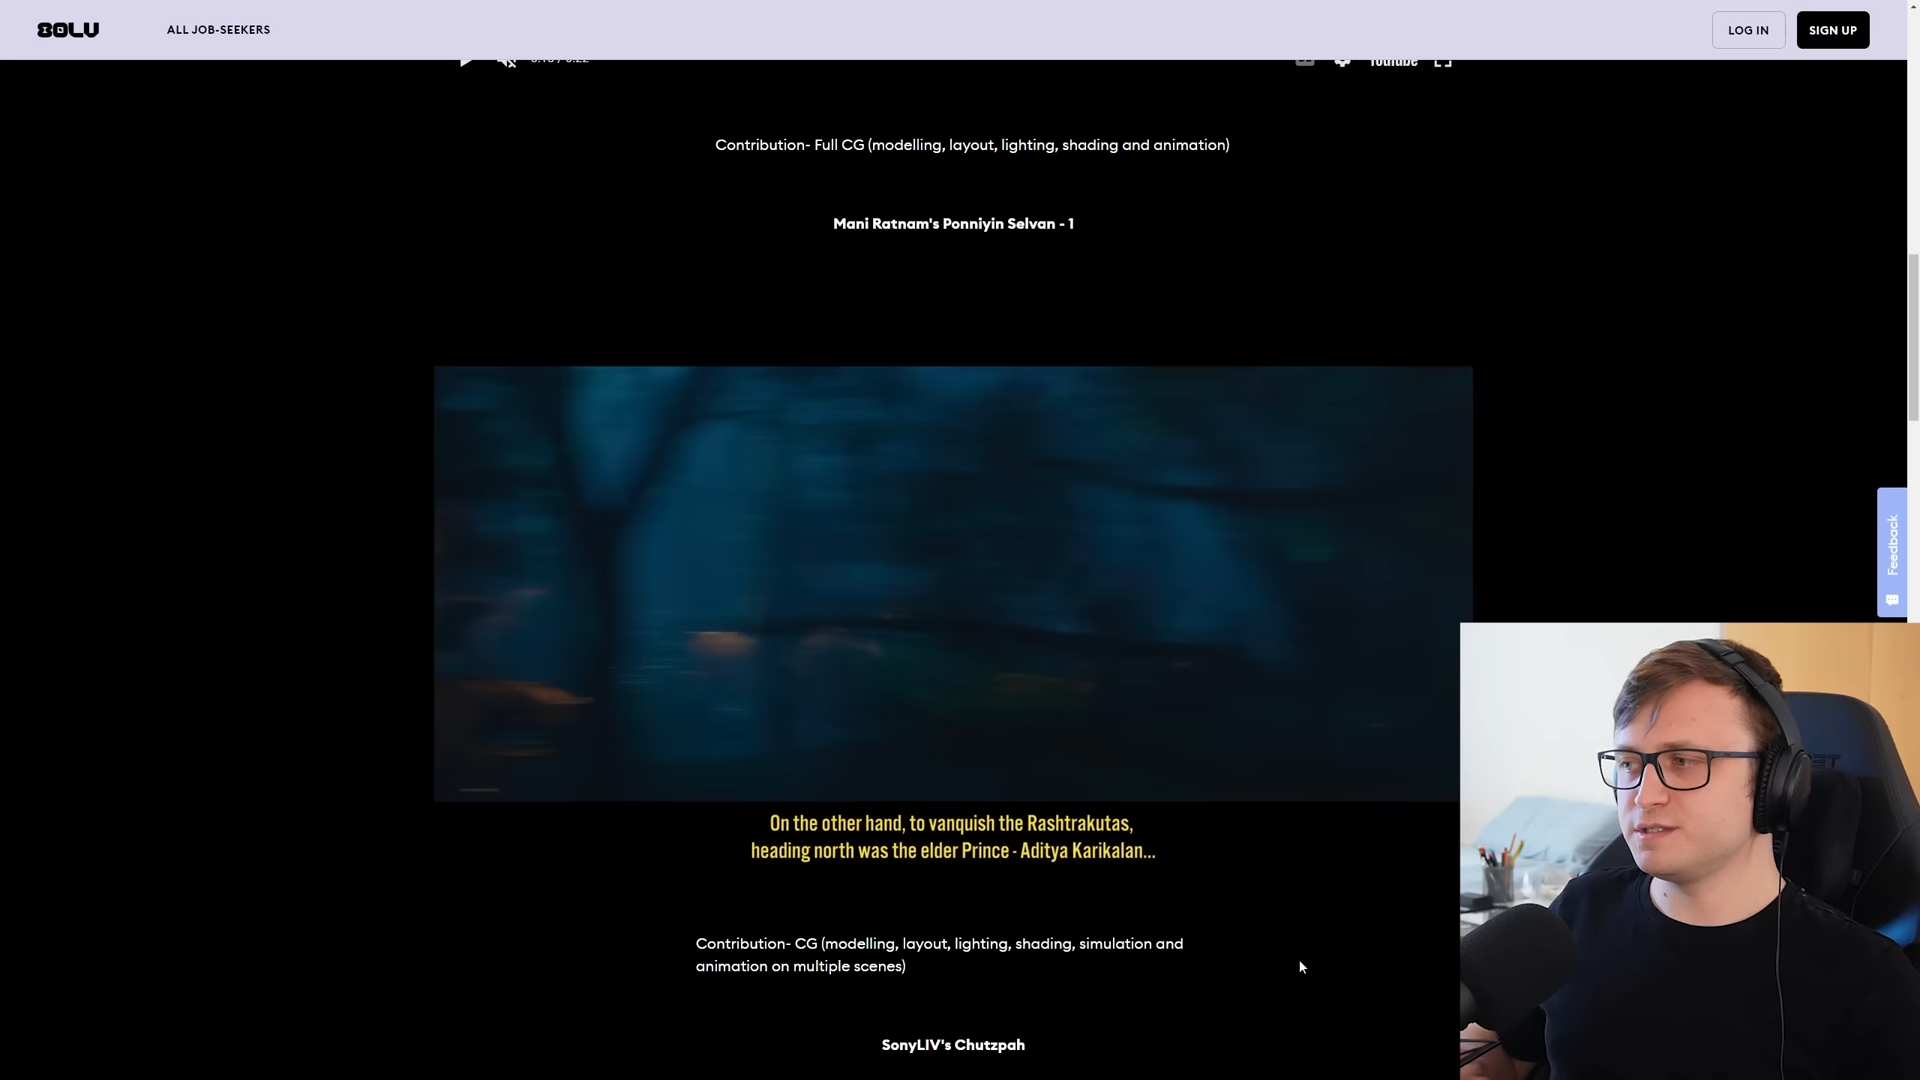 80LV
ALL JOB-SEEKERS
LOG IN
SIGN UP
YouTube
Contribution- Full CG (modelling, layout, lighting, shading and animation)
Mani Ratnam's Ponniyin Selvan - 1
Feedback
On the other hand, to vanquish the Rashtrakutas,
heading north was the elder Prince - Aditya Karikalan...
Contribution- CG (modelling, layout, lighting, shading, simulation and
animation on multiple scenes)
SonyLIV's Chutzpah